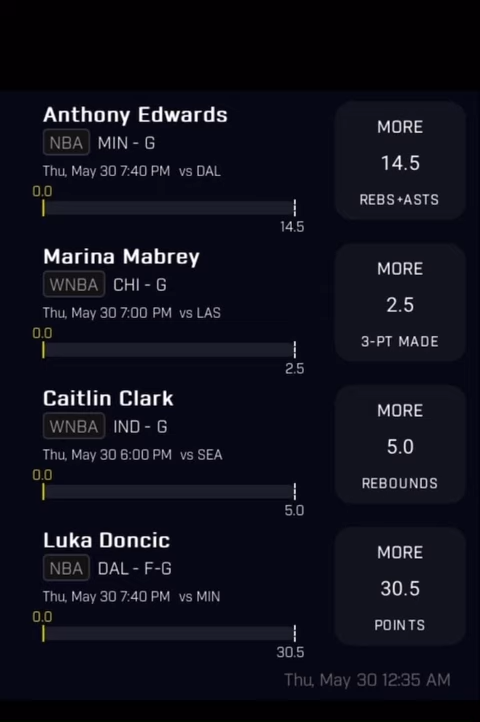 Anthony Edwards
NBA MIN - G
Thu, May 30 7:40 PM vs DAL
0.0
14.5
MORE
14.5
REBS+ASTS
Marina Mabrey
WNBA CHI - G
Thu, May 30 7:00 PM vs LAS
0.0
2.5
MORE
2.5
3-PT MADE
Caitlin Clark
WNBA IND - G
Thu, May 30 6:00 PM vs SEA
0.0
5.0
MORE
5.0
REBOUNDS
Luka Doncic
NBA DAL - F-G
Thu, May 30 7:40 PM vs MIN
0.0
30.5
MORE
30.5
POINTS
Thu, May 30 12:35 AM